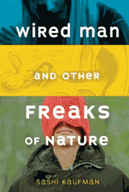 WiReD MaN
AND OTHER
FReaKS
OF NaTURe
SaSHi KaUFMaN